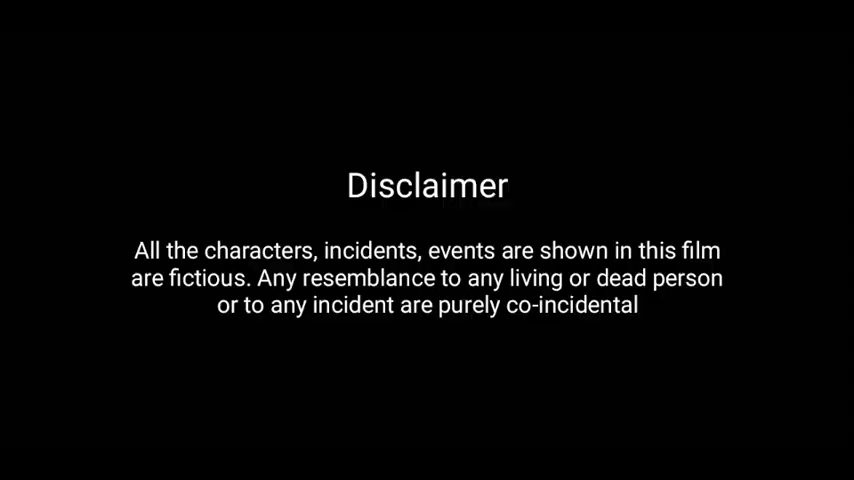 Disclaimer
All the characters, incidents, events are shown in this film
are fictious. Any resemblance to any living or dead person
or to any incident are purely co-incidental